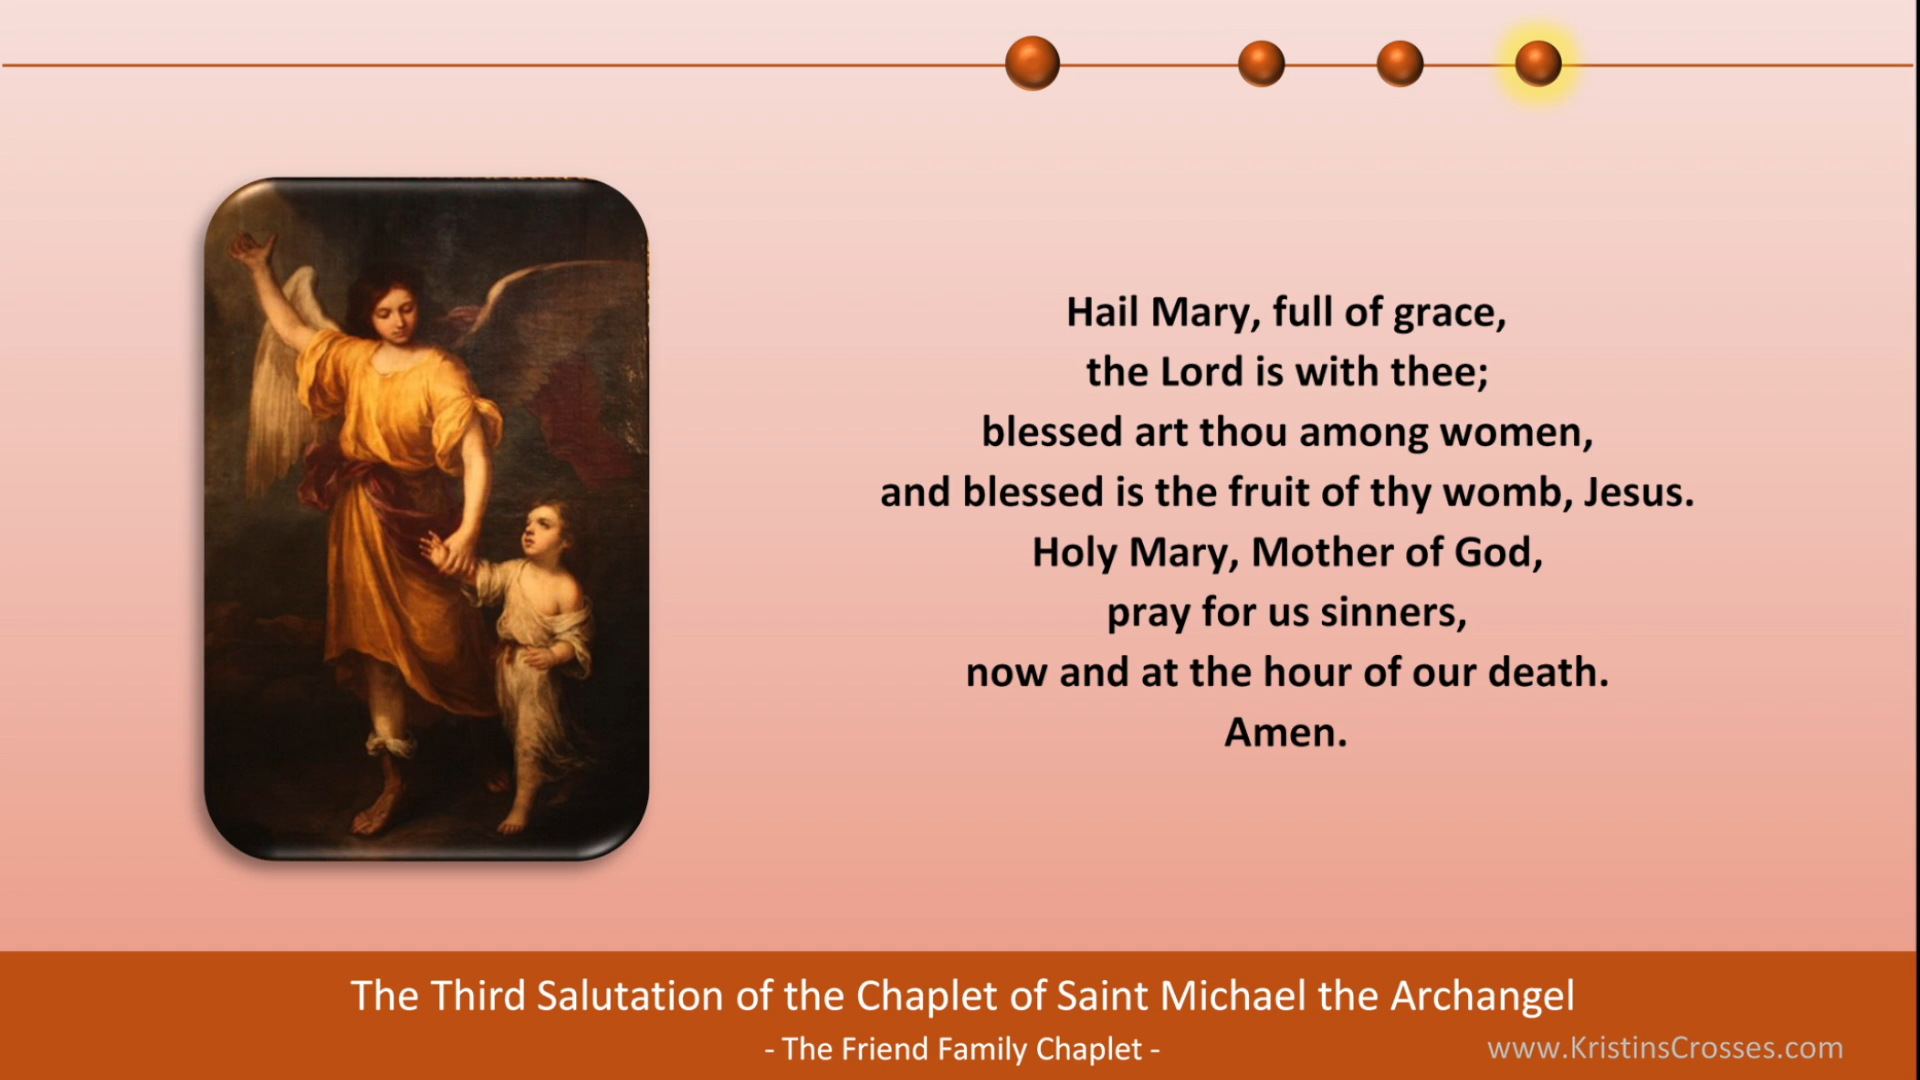 Hail Mary, full of grace,
the Lord is with thee;
blessed art thou among women,
and blessed is the fruit of thy womb, Jesus.
Holy Mary, Mother of God,
pray for us sinners,
now and at the hour of our death.
Amen.
The Third Salutation of the Chaplet of Saint Michael the Archangel
- The Friend Family Chaplet -
www.KristinsCrosses.com